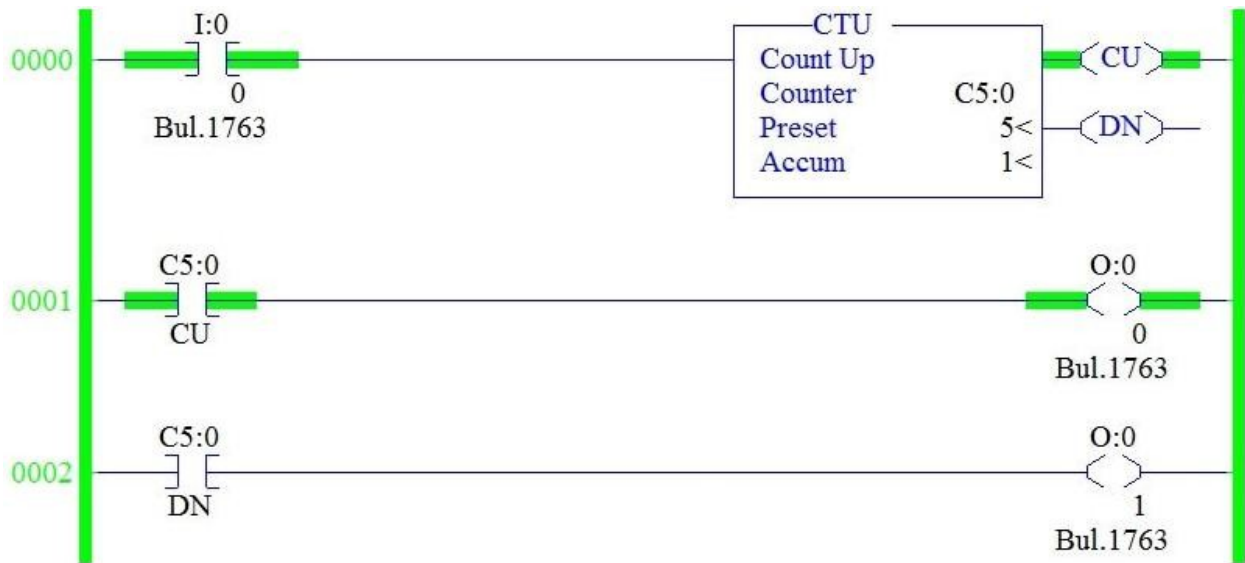 I:0
CTU
0000
Count Up
CU
0
Counter C5:0
Bul.1763
Preset 5<
DN
Accum 1<
C5:0
O:0
0001
CU
0
Bul.1763
C5:0
O:0
0002
DN
1
Bul.1763